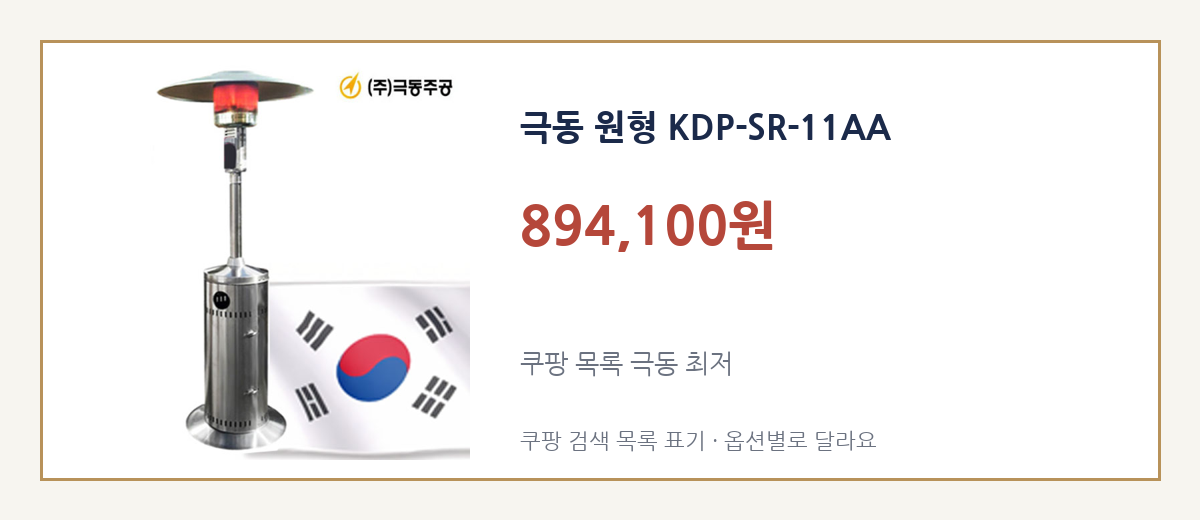 (주)극동주공
극동 원형 KDP-SR-11AA
894,100원
쿠팡 목록 극동 최저
쿠팡 검색 목록 표기 · 옵션별로 달라요